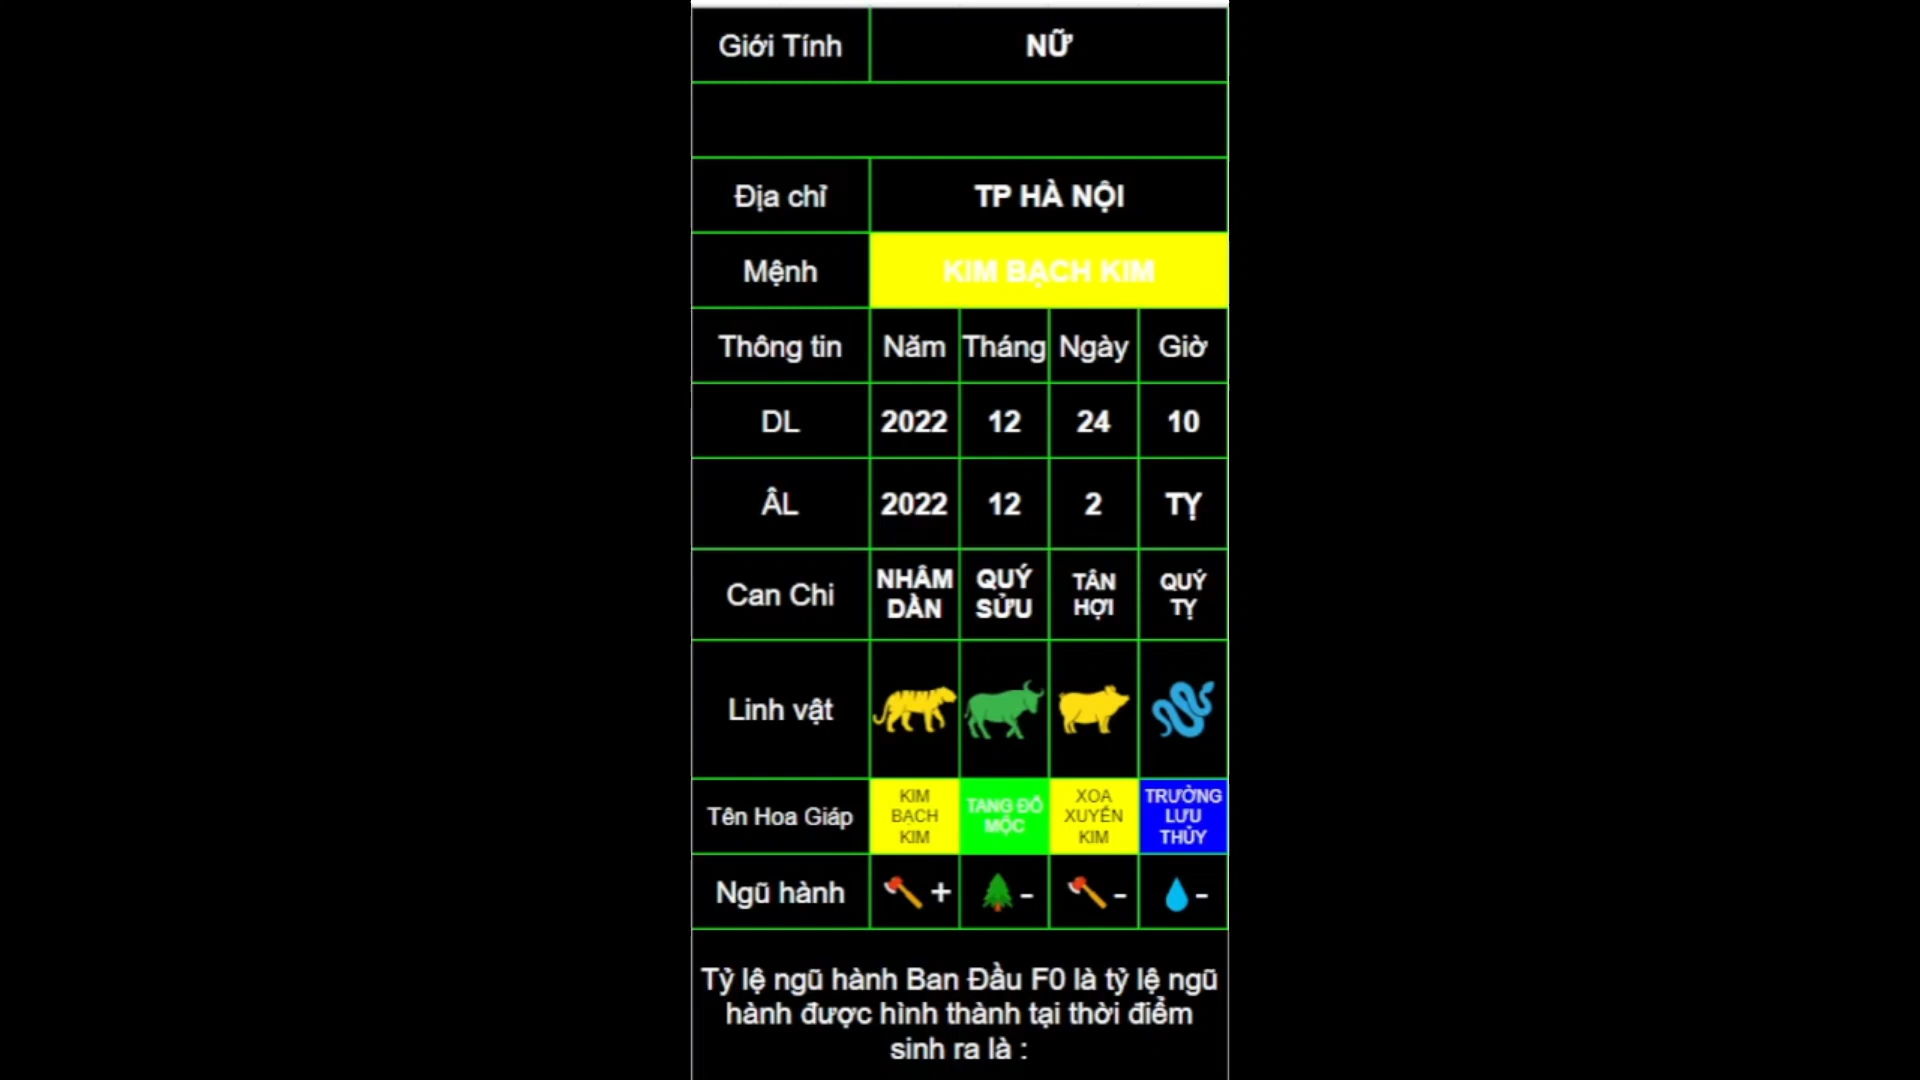 Giới Tính NỮ
Địa chỉ TP HÀ NỘI
Mệnh KIM BẠCH KIM
Thông tin Năm Tháng Ngày Giờ
DL 2022 12 24 10
ÂL 2022 12 2 TỴ
Can Chi NHÂM DẦN QUÝ SỬU TÂN HỢI QUÝ TỴ
Linh vật
Tên Hoa Giáp KIM BẠCH KIM TANG ĐỐ MỘC XOA XUYẾN KIM TRƯỜNG LƯU THỦY
Ngũ hành + - - -
Tỷ lệ ngũ hành Ban Đầu F0 là tỷ lệ ngũ
hành được hình thành tại thời điểm
sinh ra là :